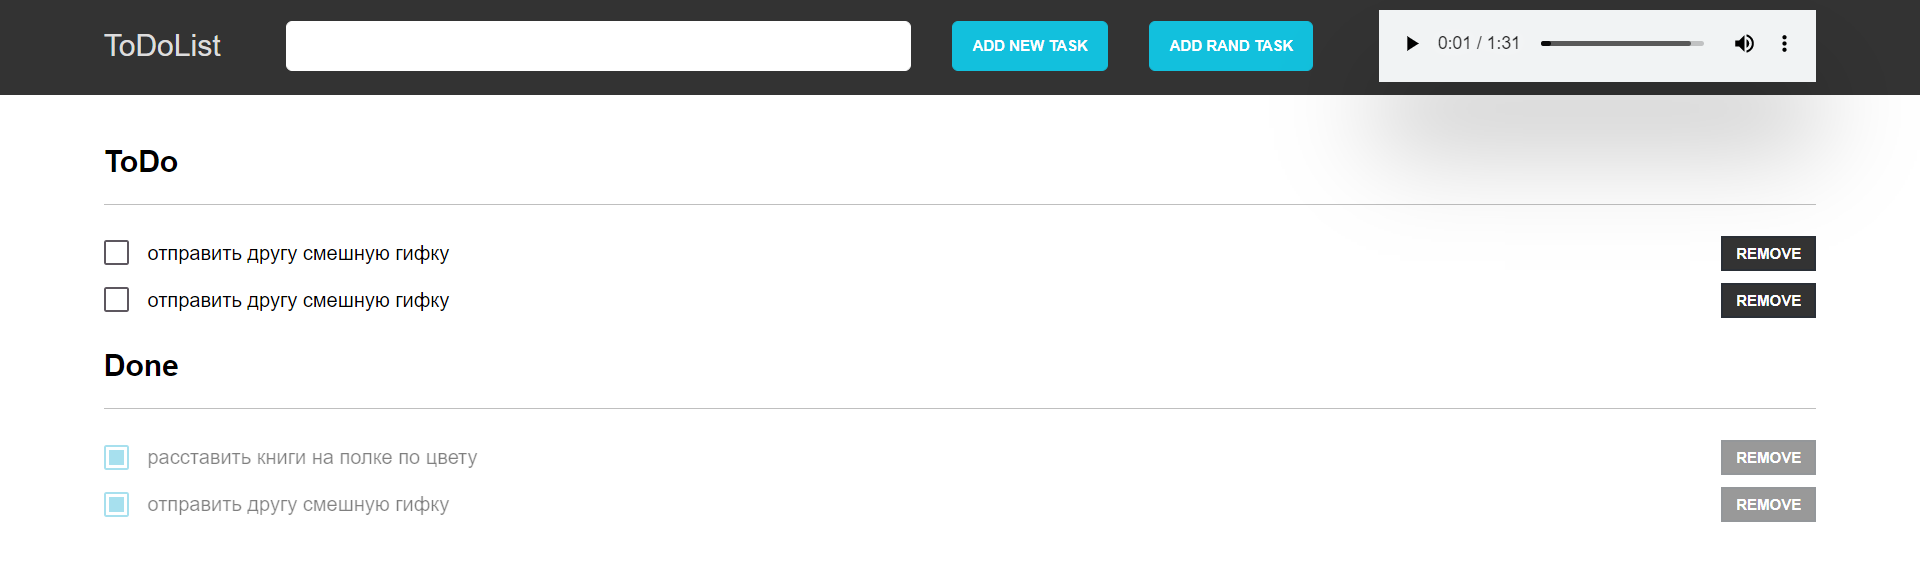 ToDoList ADD NEW TASK ADD RAND TASK 0:01 / 1:31
ToDo
отправить другу смешную гифку REMOVE
отправить другу смешную гифку REMOVE
Done
расставить книги на полке по цвету REMOVE
отправить другу смешную гифку REMOVE